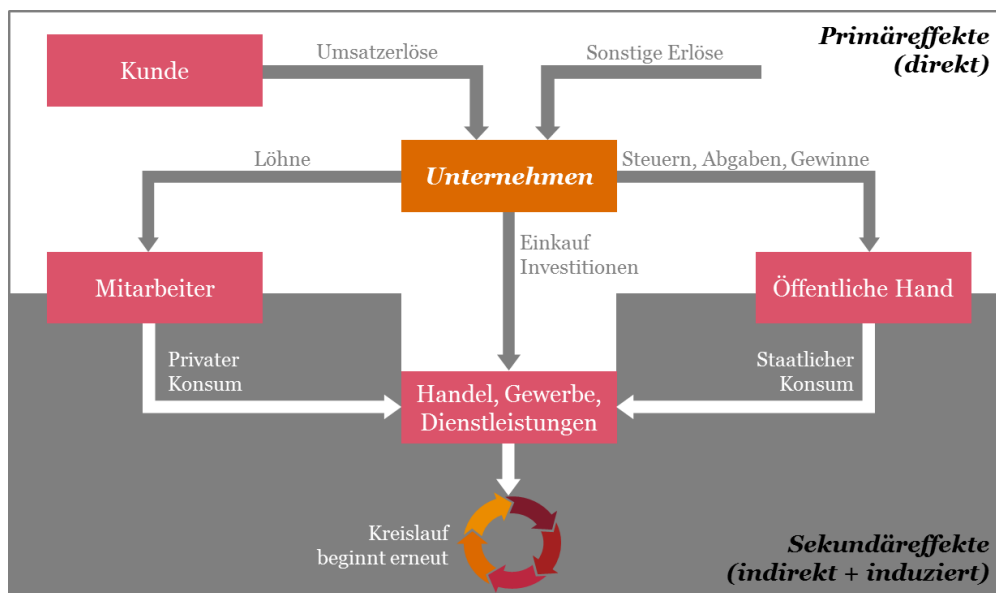 Primäreffekte
(direkt)
Umsatzerlöse
Sonstige Erlöse
Kunde
Löhne
Unternehmen
Steuern, Abgaben, Gewinne
Einkauf
Investitionen
Mitarbeiter
Öffentliche Hand
Privater
Konsum
Staatlicher
Konsum
Handel, Gewerbe,
Dienstleistungen
Kreislauf
beginnt erneut
Sekundäreffekte
(indirekt + induziert)